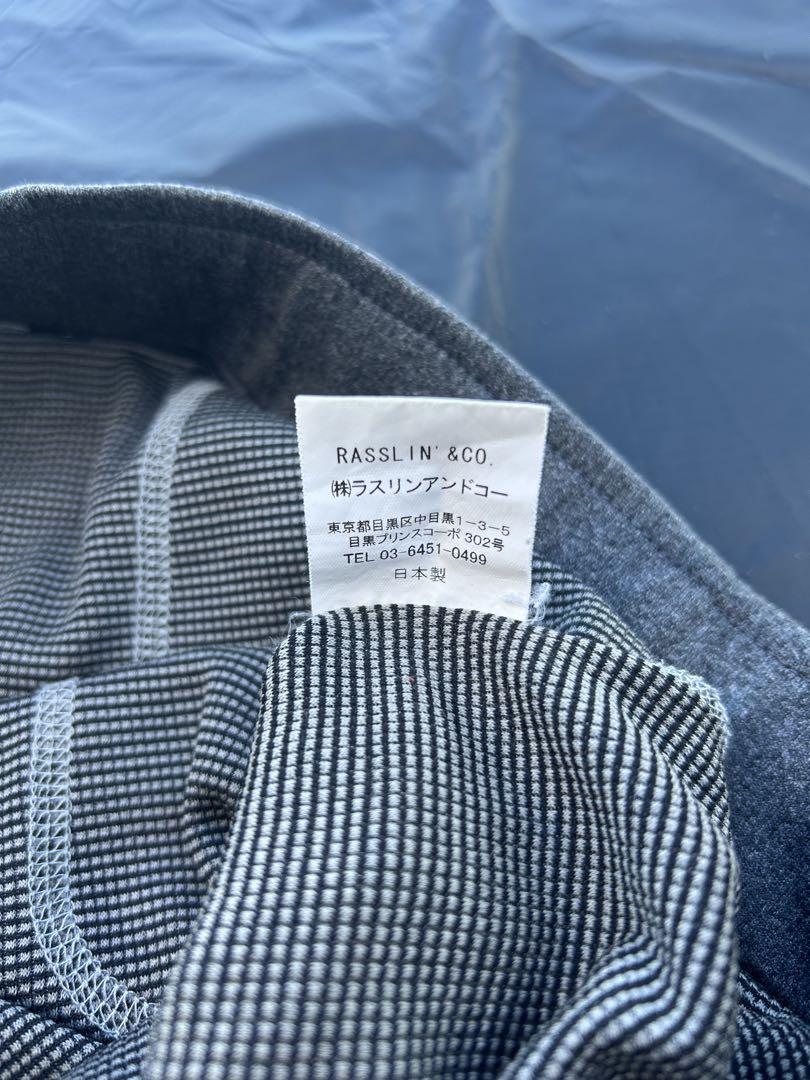 RASSLIN' &CO.
㈱ラスリンアンドコー
東京都目黒区中目黒1-3-5
目黒プリンスコーポ 302号
TEL 03-6451-0499
日本製